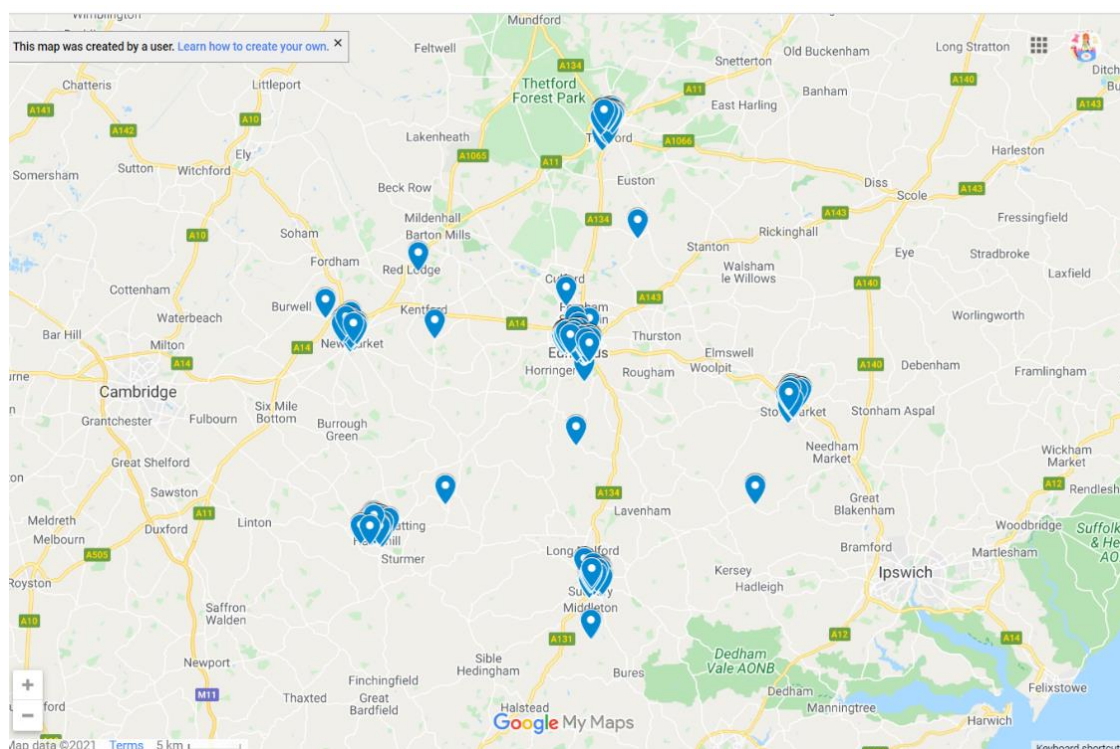 Mundford
This map was created by a user. Learn how to create your own. ×
Feltwell
A134
Old Buckenham
Long Stratton
Snetterton
Chatteris
Littleport
Thetford
Forest Park
A11
Banham
A140
A141
A10
East Harling
A143
A142
Lakenheath
A1065
A1066
Harleston
Ely
Sutton
Witchford
A11
Somersham
Beck Row
Euston
Diss
Scole
A143
Mildenhall
A134
A143
Fressingfield
Soham
Barton Mills
Rickinghall
A10
Stanton
Eye
Stradbroke
Fordham
Red Lodge
Walsham
le Willows
Laxfield
Cottenham
Burwell
A143
A140
Waterbeach
Kentford
A14
Worlingworth
Bar Hill
Milton
A14
Thurston
A14
Elmswell
A140
Debenham
Horringer
Rougham
Woolpit
Framlingham
Cambridge
Six Mile
Bottom
Stonham Aspal
Grantchester
Fulbourn
Burrough
Green
Needham
Market
Wickham
Market
Great Shelford
A12
Sawston
A134
Great
Blakenham
A11
Lavenham
Woodbridge
Meldreth
Duxford
Linton
Melbourn
Bramford
Martlesham
A505
Sturmer
Kersey
Ipswich
Royston
Hadleigh
Saffron
Walden
Middleton
A10
A131
A12
A14
Newport
Sible
Hedingham
Dedham
Vale AONB
Bures
Finchingfield
M11
Thaxted
Great
Bardfield
Dedham
Felixstowe
Halstead
Manningtree
Google My Maps
Harwich
Map data ©2021 Terms 5 km